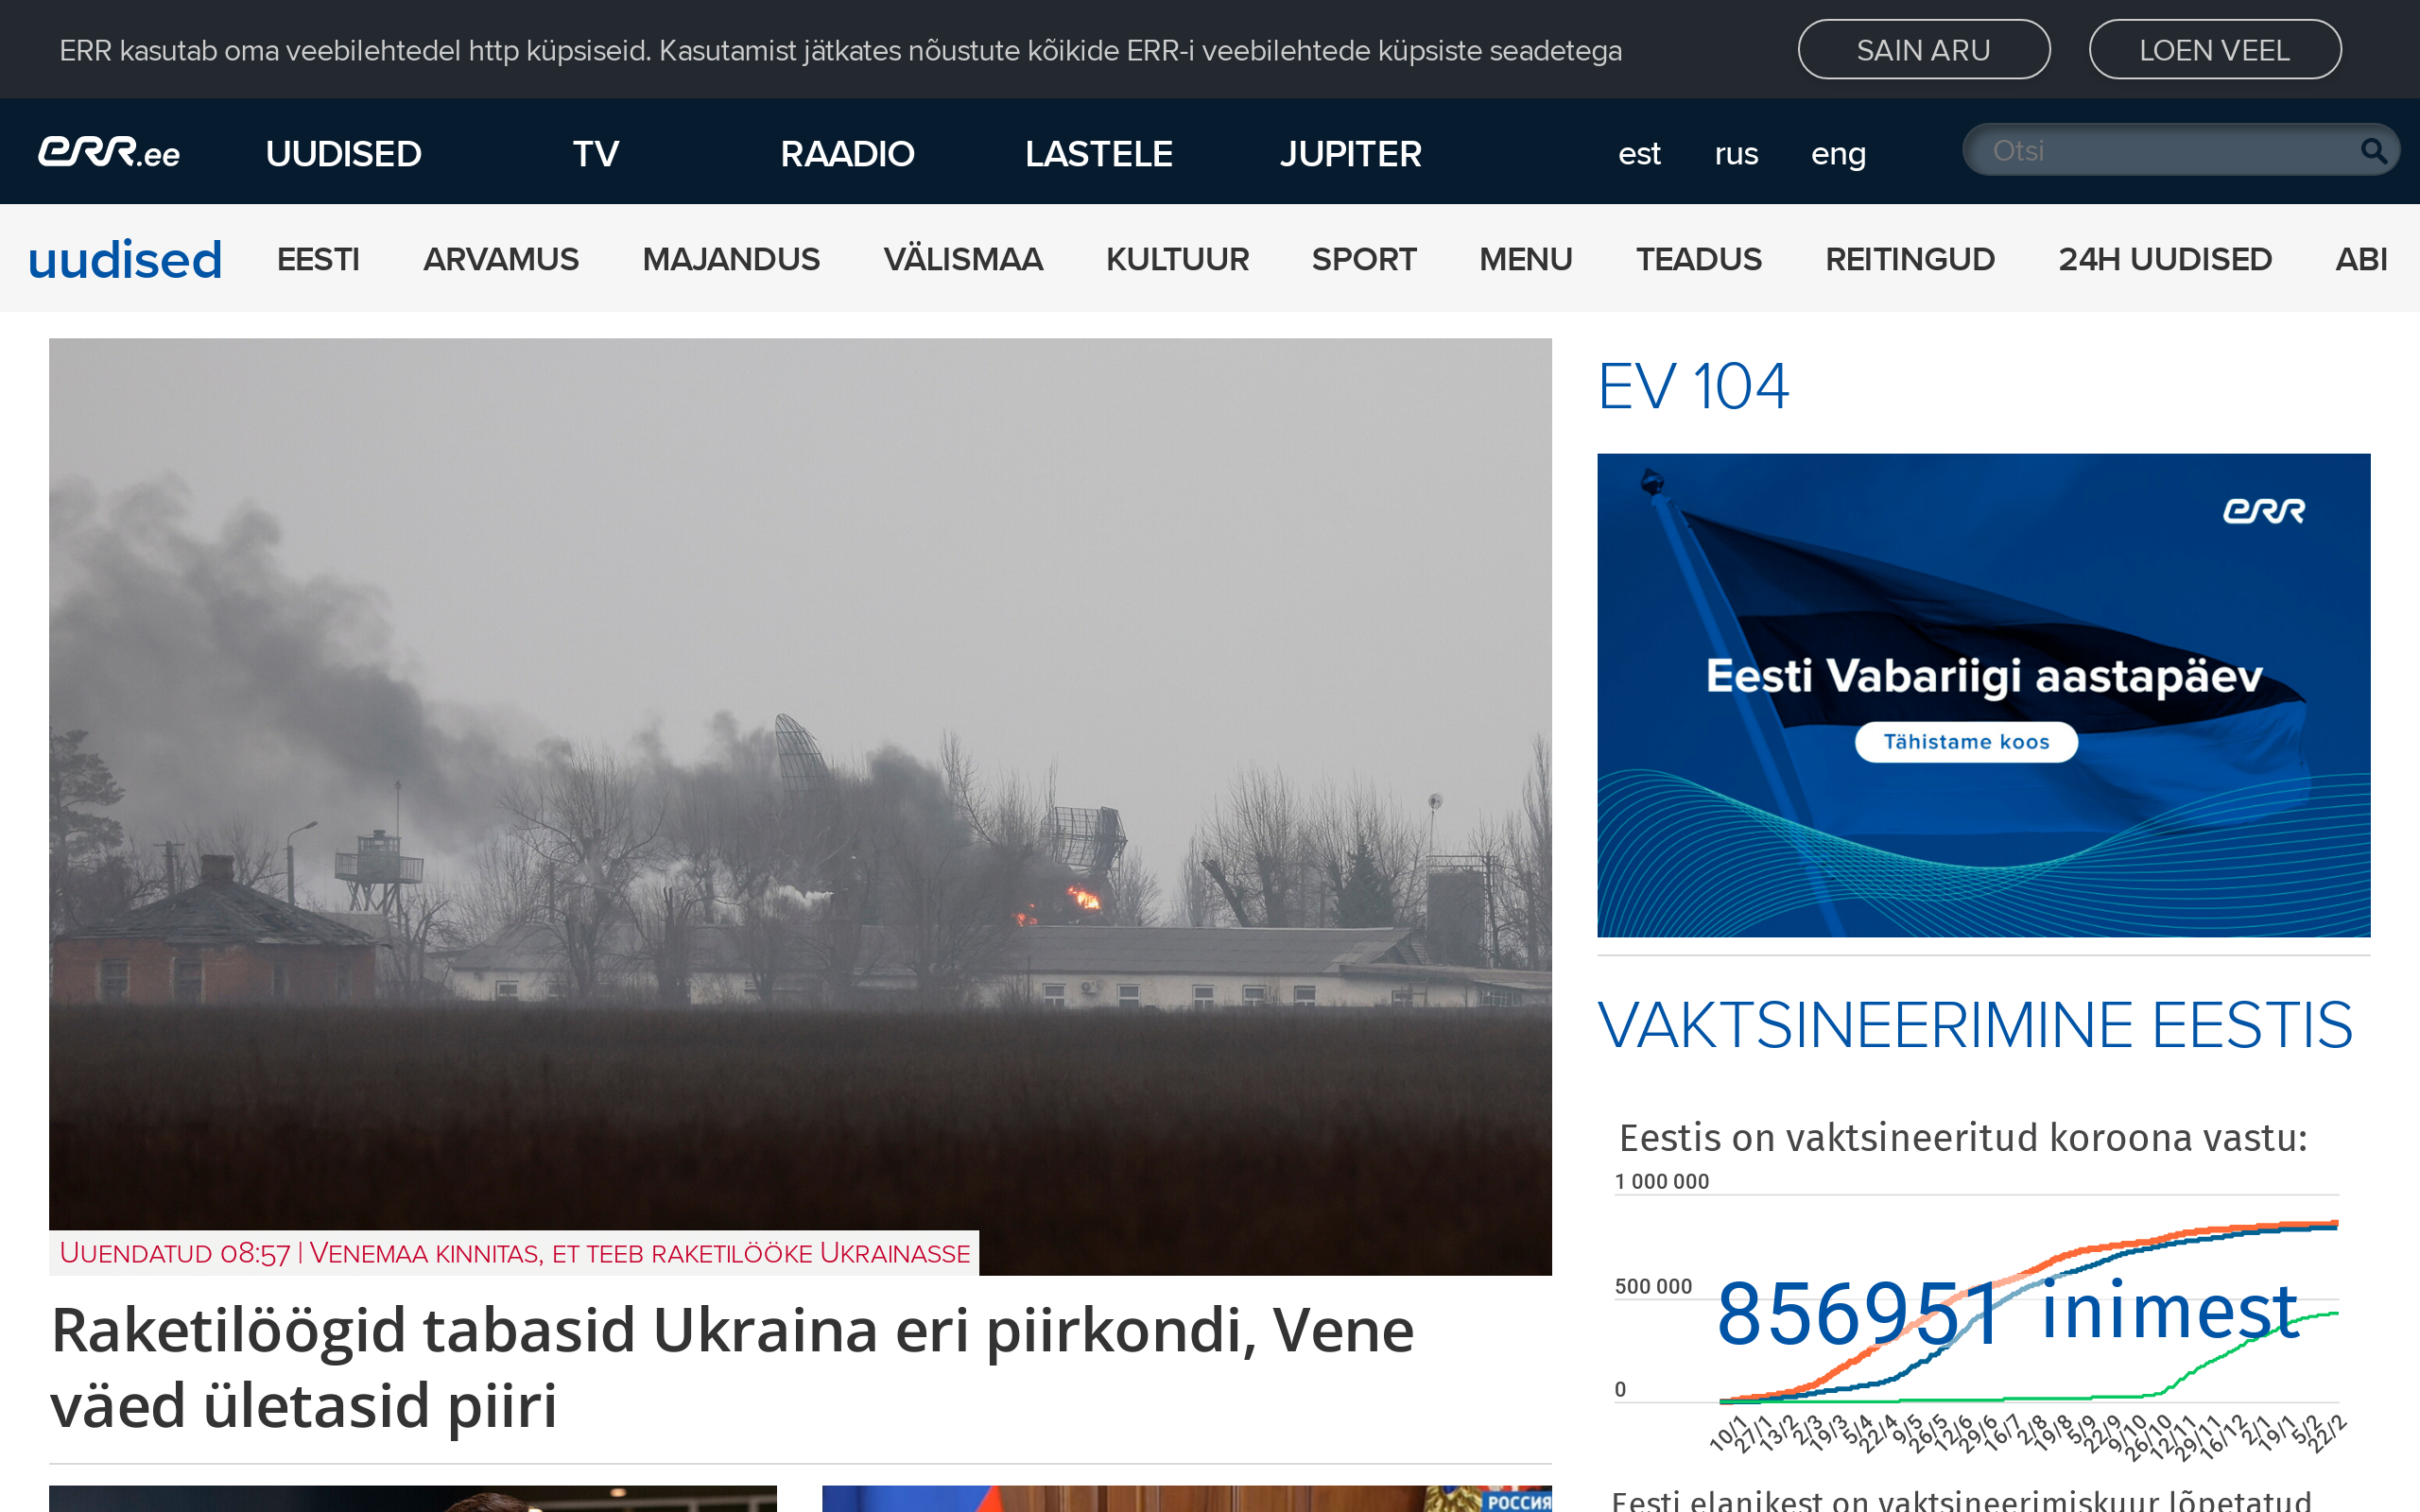 ERR kasutab oma veebilehtedel http küpsiseid. Kasutamist jätkates nõustute kõikide ERR-i veebilehtede küpsiste seadetega
SAIN ARU
LOEN VEEL
err.ee
UUDISED
TV
RAADIO
LASTELE
JUPITER
est
rus
eng
Otsi
uudised
EESTI
ARVAMUS
MAJANDUS
VÄLISMAA
KULTUUR
SPORT
MENU
TEADUS
REITINGUD
24H UUDISED
ABI
Uuendatud 08:57 | Venemaa kinnitas, et teeb raketilööke Ukrainasse
Raketilöögid tabasid Ukraina eri piirkondi, Vene
väed ületasid piiri
РОССИЯ
EV 104
err
Eesti Vabariigi aastapäev
Tähistame koos
VAKTSINEERIMINE EESTIS
Eestis on vaktsineeritud koroona vastu:
1 000 000
500 000
856951 inimest
0
10/1
27/1
13/2
2/3
19/3
5/4
22/4
9/5
26/5
12/6
29/6
16/7
2/8
19/8
5/9
22/9
9/10
26/10
12/11
29/11
16/12
2/1
19/1
5/2
22/2
Eesti elanikest on vaktsineerimiskuur lõpetatud